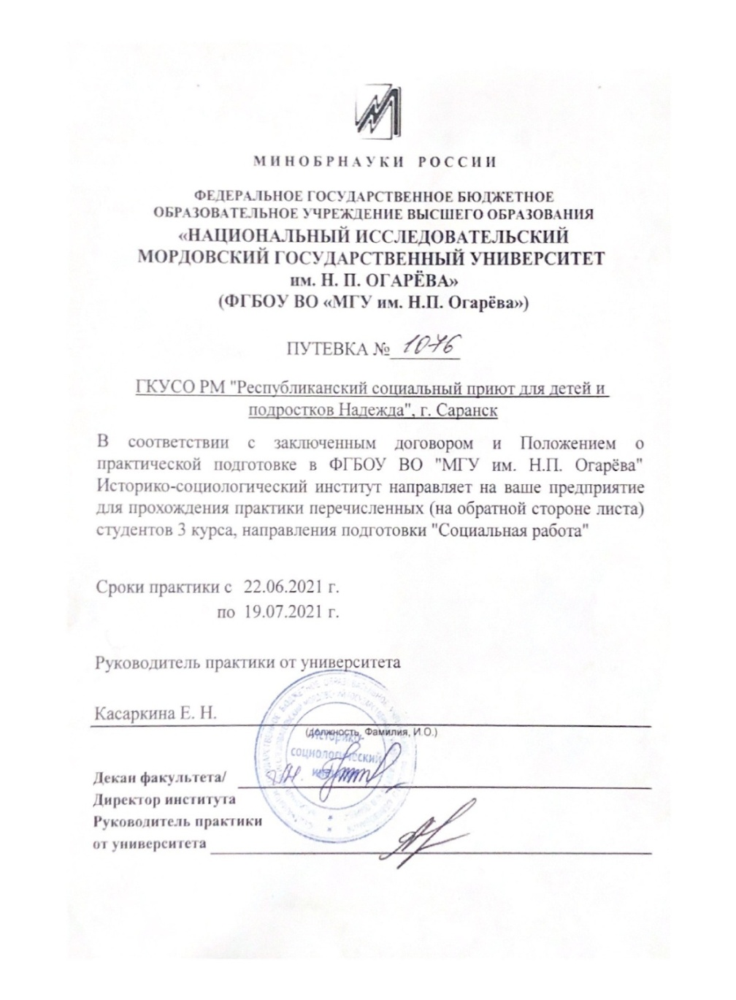 МИНОБРНАУКИ РОССИИ
ФЕДЕРАЛЬНОЕ ГОСУДАРСТВЕННОЕ БЮДЖЕТНОЕ
ОБРАЗОВАТЕЛЬНОЕ УЧРЕЖДЕНИЕ ВЫСШЕГО ОБРАЗОВАНИЯ
«НАЦИОНАЛЬНЫЙ ИССЛЕДОВАТЕЛЬСКИЙ
МОРДОВСКИЙ ГОСУДАРСТВЕННЫЙ УНИВЕРСИТЕТ
им. Н. П. ОГАРЁВА»
(ФГБОУ ВО «МГУ им. Н.П. Огарёва»)
ПУТЕВКА № 1076
ГКУСО РМ "Республиканский социальный приют для детей и
подростков Надежда", г. Саранск
В соответствии с заключенным договором и Положением о
практической подготовке в ФГБОУ ВО "МГУ им. Н.П. Огарёва"
Историко-социологический институт направляет на ваше предприятие
для прохождения практики перечисленных (на обратной стороне листа)
студентов 3 курса, направления подготовки "Социальная работа"
Сроки практики с 22.06.2021 г.
по 19.07.2021 г.
Руководитель практики от университета
Касаркина Е. Н.
(должность, Фамилия, И.О.)
Историко-
социологический
Декан факультета/
Директор института
Руководитель практики
от университета